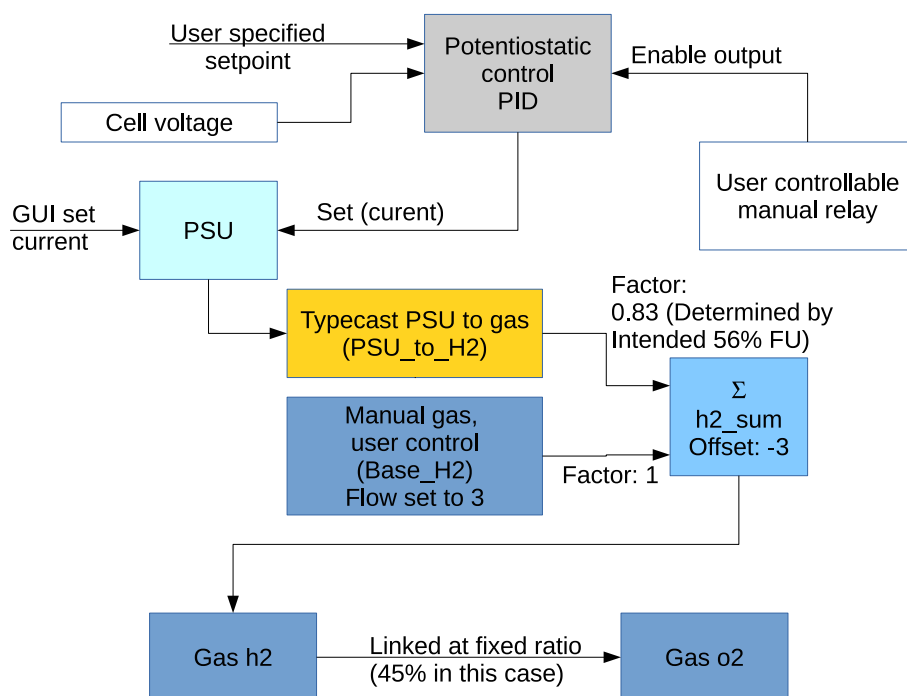 User specified
setpoint
Potentiostatic
control
PID
Enable output
Cell voltage
User controllable
manual relay
GUI set
current
PSU
Set (curent)
Factor:
0.83 (Determined by
Intended 56% FU)
Typecast PSU to gas
(PSU_to_H2)
Σ
h2_sum
Offset: -3
Manual gas,
user control
(Base_H2)
Flow set to 3
Factor: 1
Gas h2
Linked at fixed ratio
(45% in this case)
Gas o2